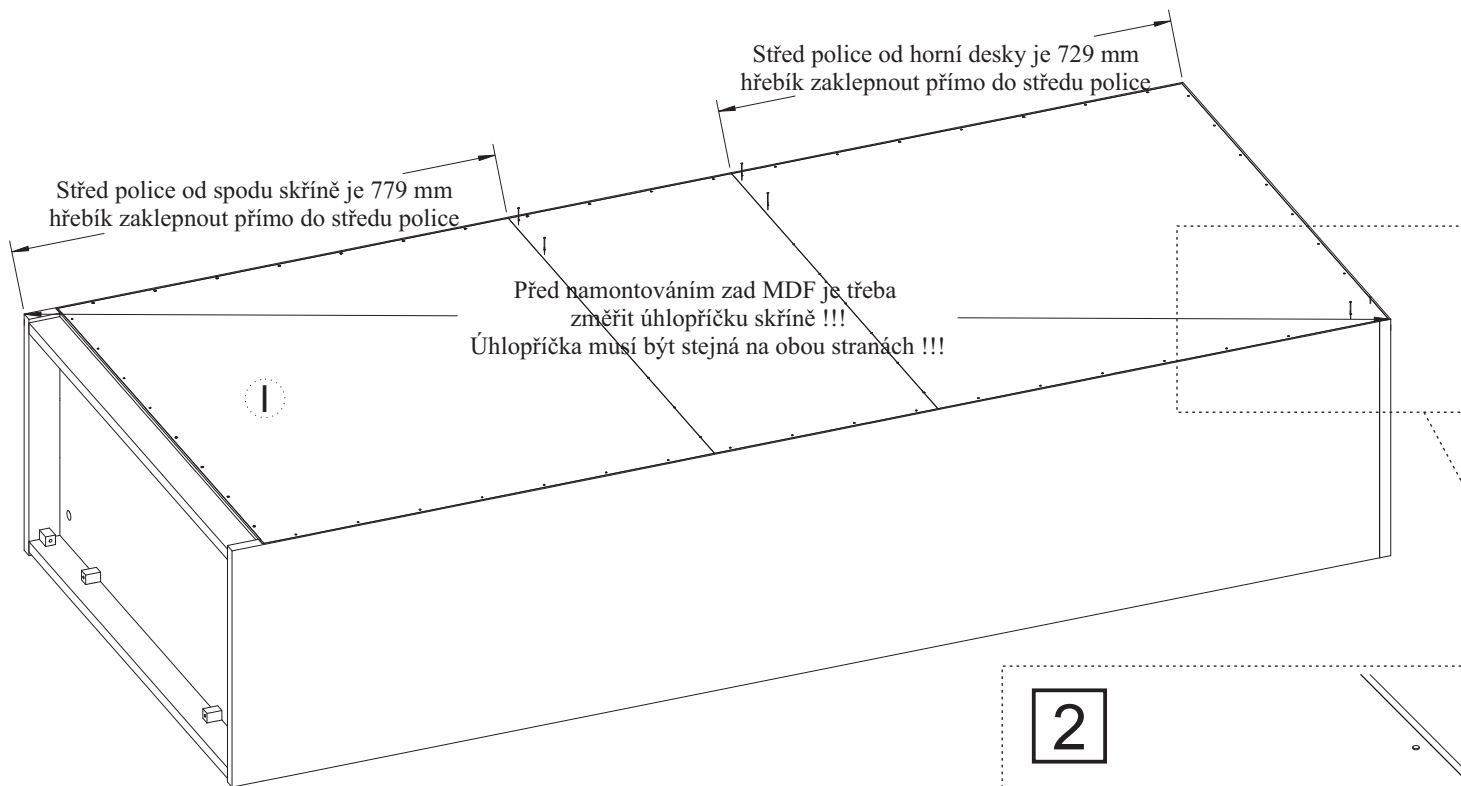 Střed police od horní desky je 729 mm
hřebík zaklepnout přímo do středu police
Střed police od spodu skříně je 779 mm
hřebík zaklepnout přímo do středu police
Před namontováním zad MDF je třeba
změřit úhlopříčku skříně !!!
Úhlopříčka musí být stejná na obou stranách !!!
I
2